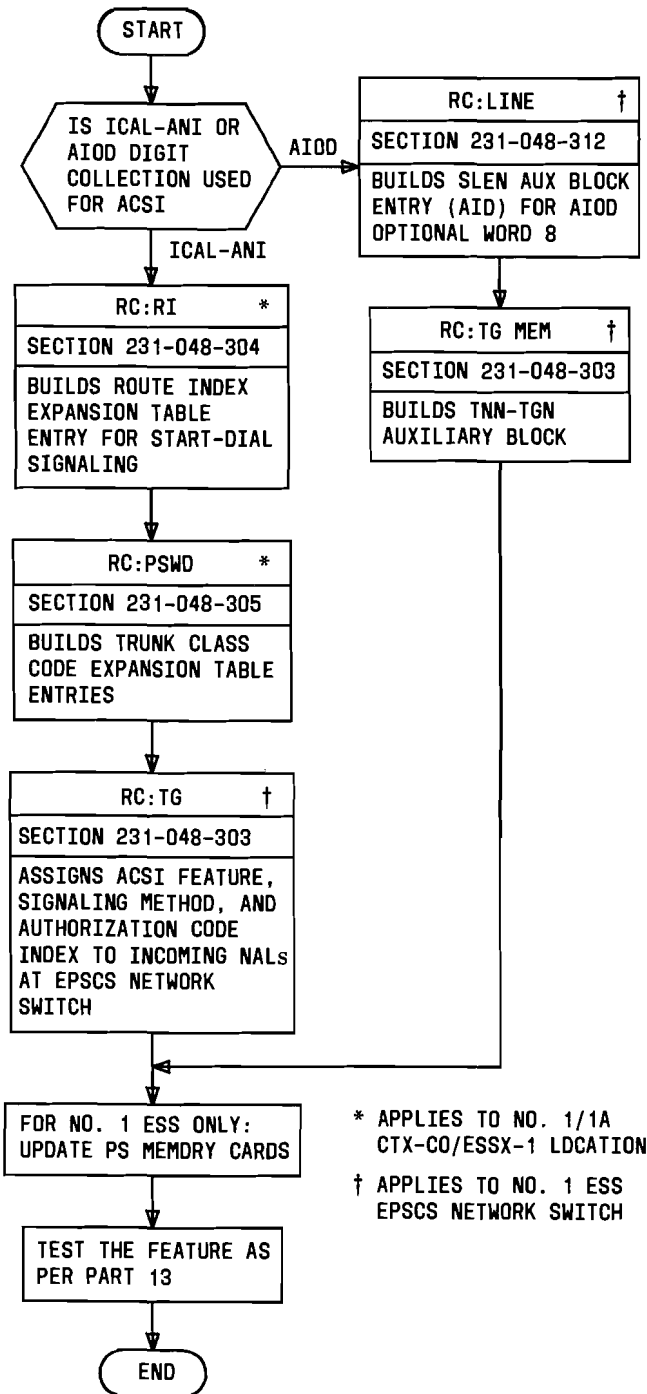 START
IS ICAL-ANI OR
AIOD DIGIT
COLLECTION USED
FOR ACSI
AIOD
ICAL-ANI
RC:LINE †
SECTION 231-048-312
BUILDS SLEN AUX BLOCK
ENTRY (AID) FOR AIOD
OPTIONAL WORD 8
RC:TG MEM †
SECTION 231-048-303
BUILDS TNN-TGN
AUXILIARY BLOCK
RC:RI *
SECTION 231-048-304
BUILDS ROUTE INDEX
EXPANSION TABLE
ENTRY FOR START-DIAL
SIGNALING
RC:PSWD *
SECTION 231-048-305
BUILDS TRUNK CLASS
CODE EXPANSION TABLE
ENTRIES
RC:TG †
SECTION 231-048-303
ASSIGNS ACSI FEATURE,
SIGNALING METHOD, AND
AUTHORIZATION CODE
INDEX TO INCOMING NALs
AT EPSCS NETWORK
SWITCH
FOR NO. 1 ESS ONLY:
UPDATE PS MEMDRY CARDS
TEST THE FEATURE AS
PER PART 13
END
* APPLIES TO NO. 1/1A
CTX-CO/ESSX-1 LDCATION
† APPLIES TO NO. 1 ESS
EPSCS NETWORK SWITCH